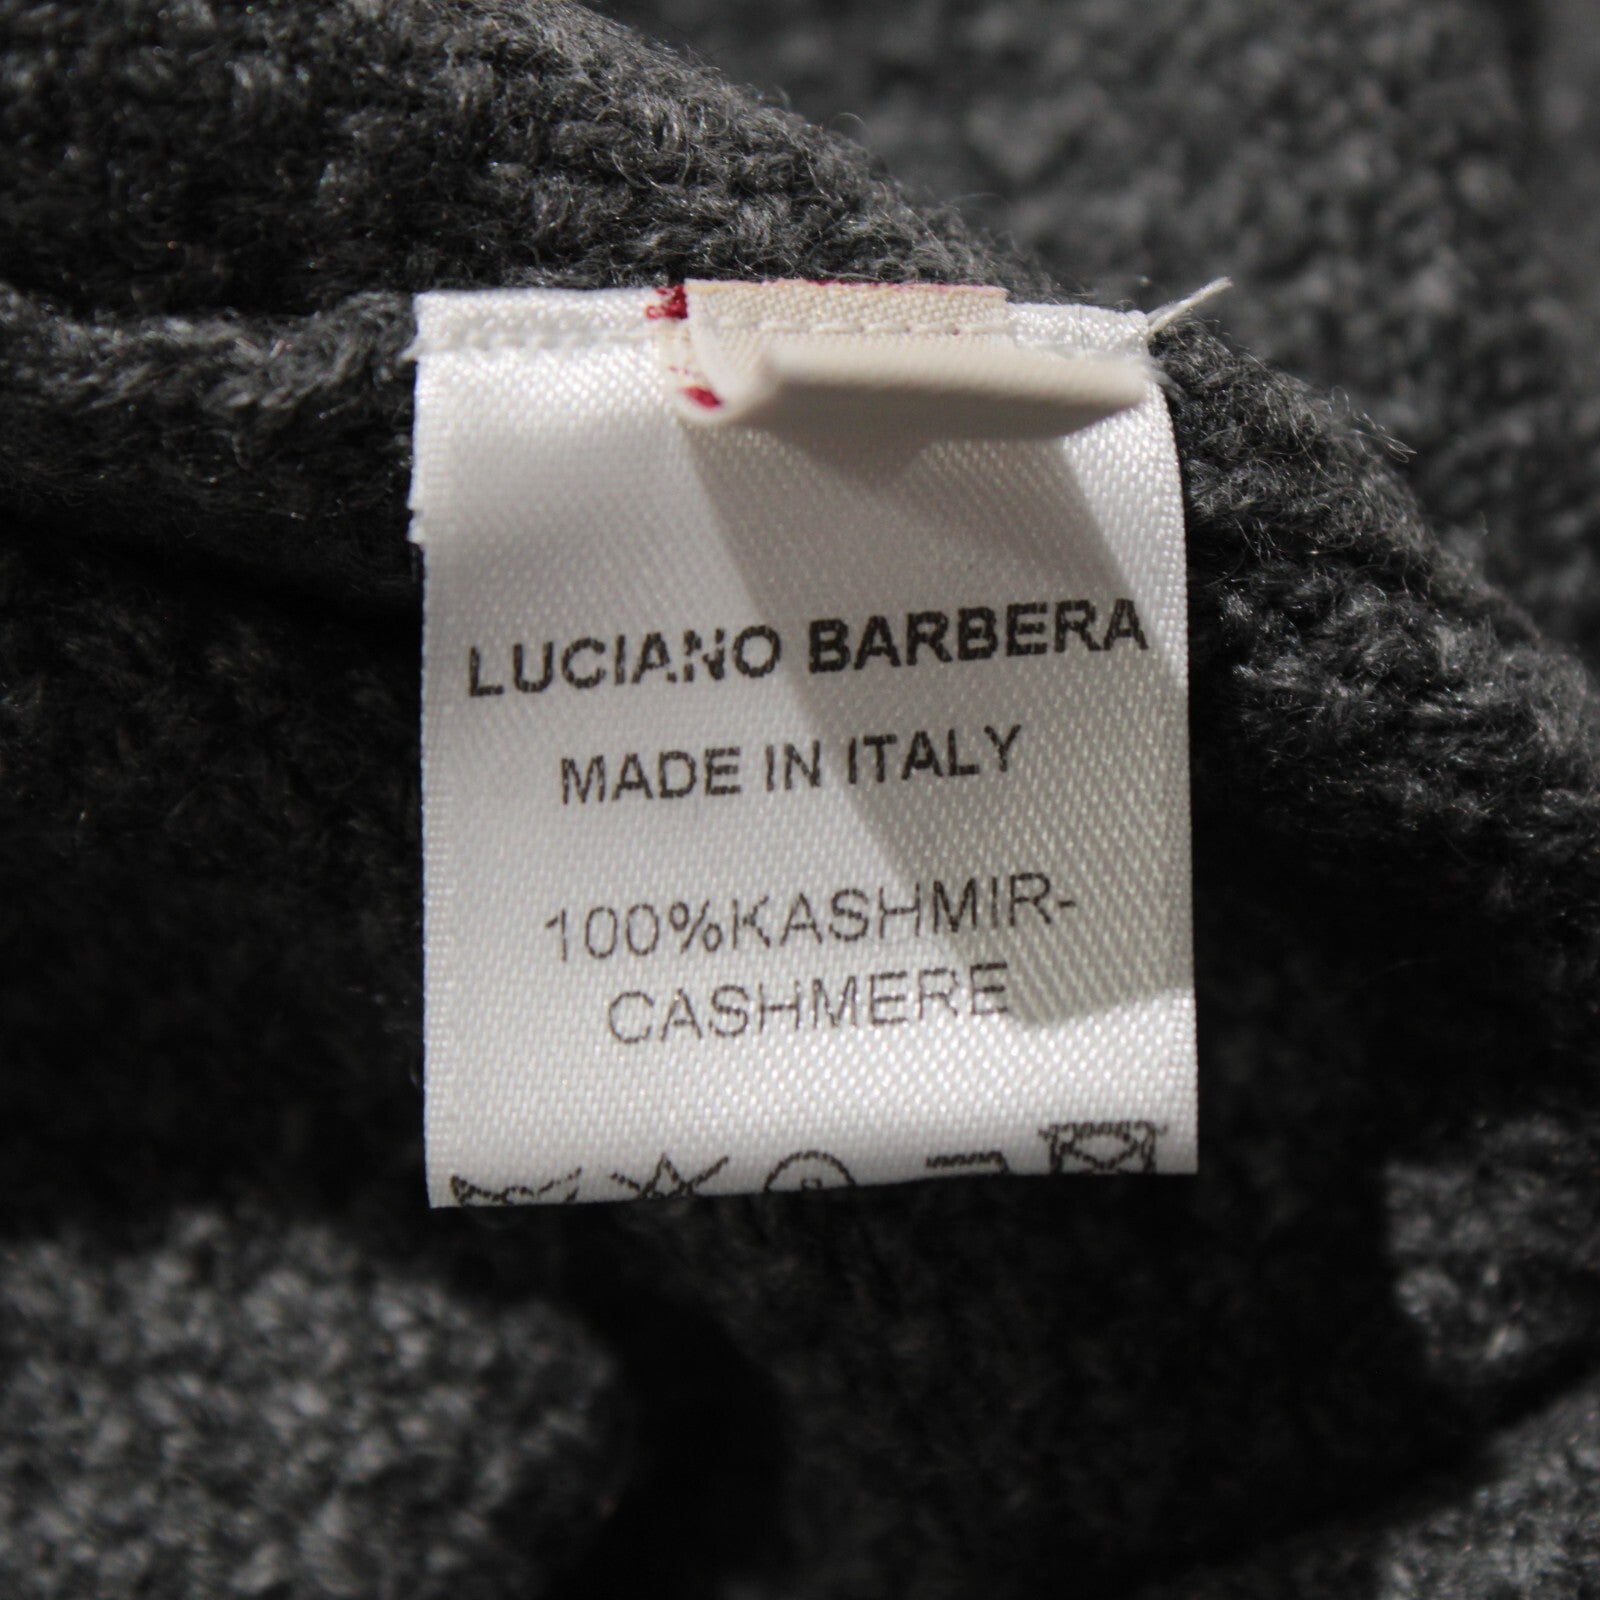 LUCIANO BARBERA
MADE IN ITALY
100%KASHMIR-
CASHMERE